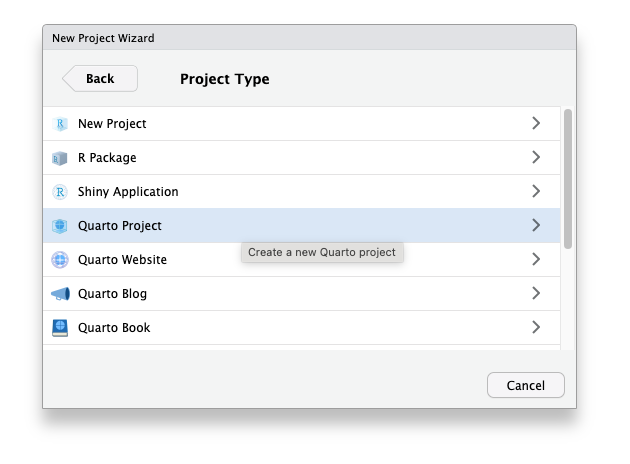 New Project Wizard
Back
Project Type
New Project
R Package
Shiny Application
Quarto Project
Create a new Quarto project
Quarto Website
Quarto Blog
Quarto Book
Cancel